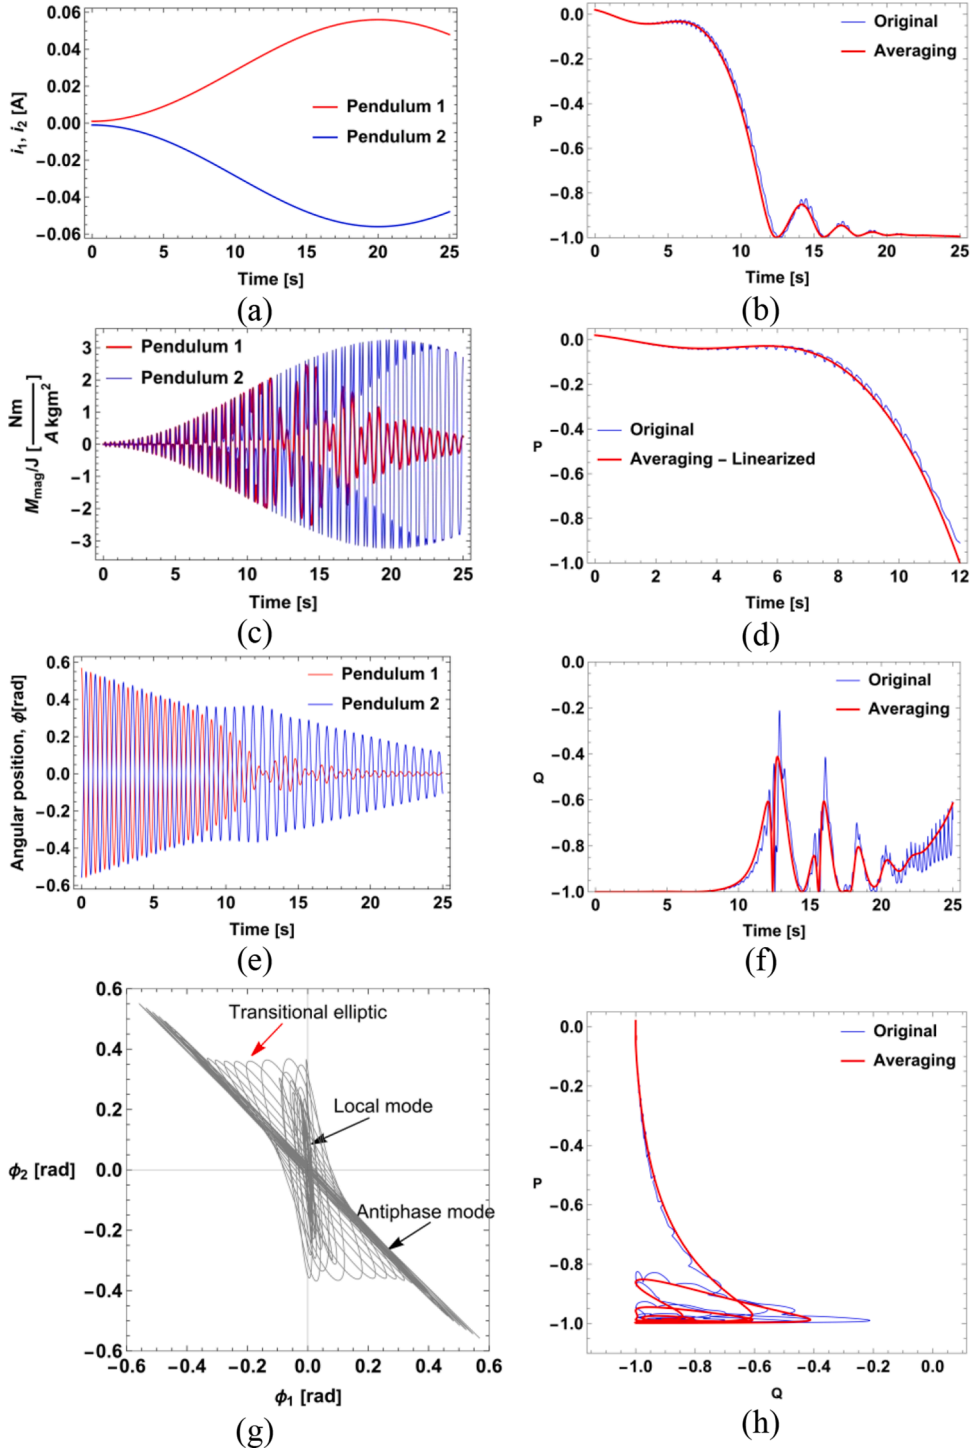 0.06
0.04
0.02
0.00
−0.02
−0.04
−0.06
i1, i2 [A]
Pendulum 1
Pendulum 2
0 5 10 15 20 25
Time [s]
(a)
0.0
−0.2
−0.4
P
−0.6
−0.8
−1.0
Original
Averaging
0 5 10 15 20 25
Time [s]
(b)
3
2
1
0
−1
−2
−3
Mmag/J [Nm/A kgm²]
Pendulum 1
Pendulum 2
0 5 10 15 20 25
Time [s]
(c)
0.0
−0.2
−0.4
P
−0.6
−0.8
−1.0
Original
Averaging − Linearized
0 2 4 6 8 10 12
Time [s]
(d)
0.6
0.4
0.2
0.0
−0.2
−0.4
−0.6
Angular position, ϕ[rad]
Pendulum 1
Pendulum 2
0 5 10 15 20 25
Time [s]
(e)
0.0
−0.2
−0.4
Q
−0.6
−0.8
−1.0
Original
Averaging
0 5 10 15 20 25
Time [s]
(f)
0.6
0.4
0.2
ϕ2 [rad] 0.0
−0.2
−0.4
−0.6
Transitional elliptic
Local mode
Antiphase mode
−0.6 −0.4 −0.2 0.0 0.2 0.4 0.6
ϕ1 [rad]
(g)
0.0
−0.2
−0.4
P
−0.6
−0.8
−1.0
Original
Averaging
−1.0 −0.8 −0.6 −0.4 −0.2 0.0
Q
(h)